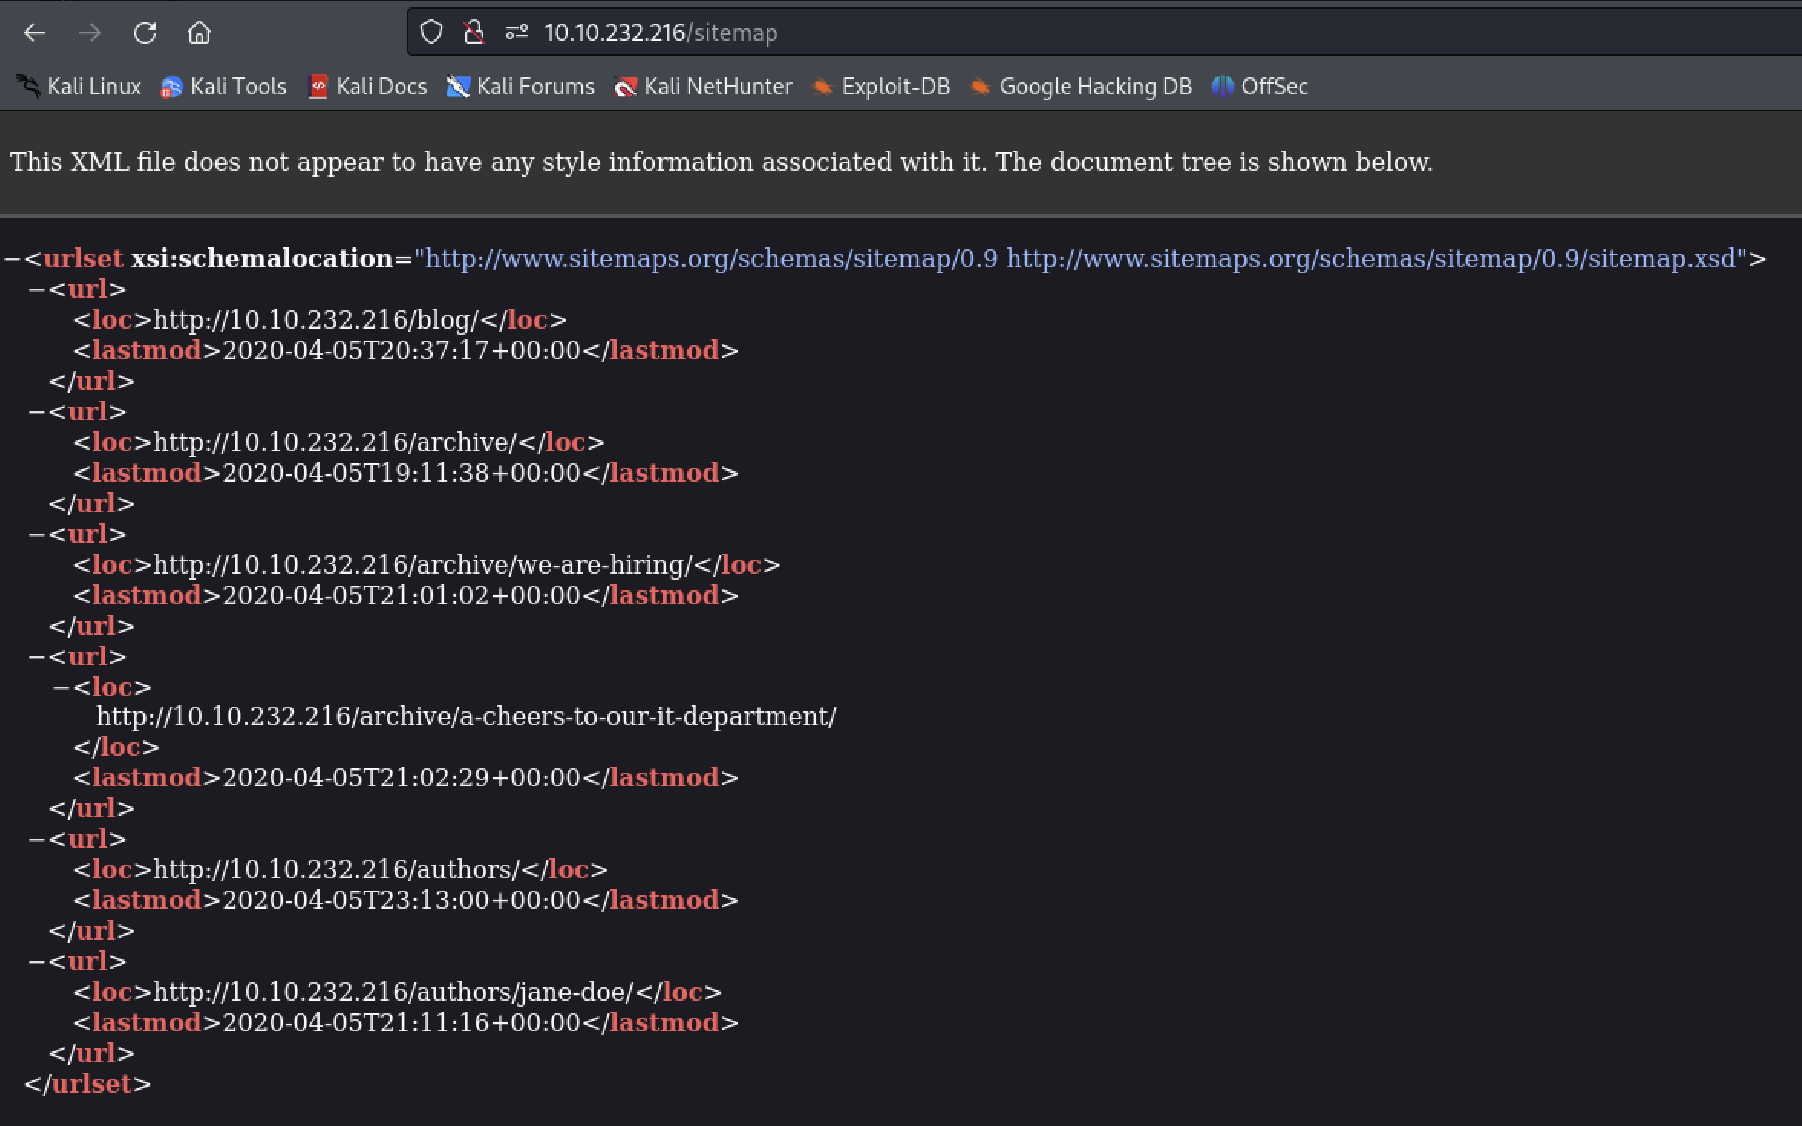 10.10.232.216/sitemap
Kali Linux Kali Tools Kali Docs Kali Forums Kali NetHunter Exploit-DB Google Hacking DB OffSec
This XML file does not appear to have any style information associated with it. The document tree is shown below.
−<urlset xsi:schemalocation="http://www.sitemaps.org/schemas/sitemap/0.9 http://www.sitemaps.org/schemas/sitemap/0.9/sitemap.xsd">
−<url>
<loc>http://10.10.232.216/blog/</loc>
<lastmod>2020-04-05T20:37:17+00:00</lastmod>
</url>
−<url>
<loc>http://10.10.232.216/archive/</loc>
<lastmod>2020-04-05T19:11:38+00:00</lastmod>
</url>
−<url>
<loc>http://10.10.232.216/archive/we-are-hiring/</loc>
<lastmod>2020-04-05T21:01:02+00:00</lastmod>
</url>
−<url>
−<loc>
http://10.10.232.216/archive/a-cheers-to-our-it-department/
</loc>
<lastmod>2020-04-05T21:02:29+00:00</lastmod>
</url>
−<url>
<loc>http://10.10.232.216/authors/</loc>
<lastmod>2020-04-05T23:13:00+00:00</lastmod>
</url>
−<url>
<loc>http://10.10.232.216/authors/jane-doe/</loc>
<lastmod>2020-04-05T21:11:16+00:00</lastmod>
</url>
</urlset>